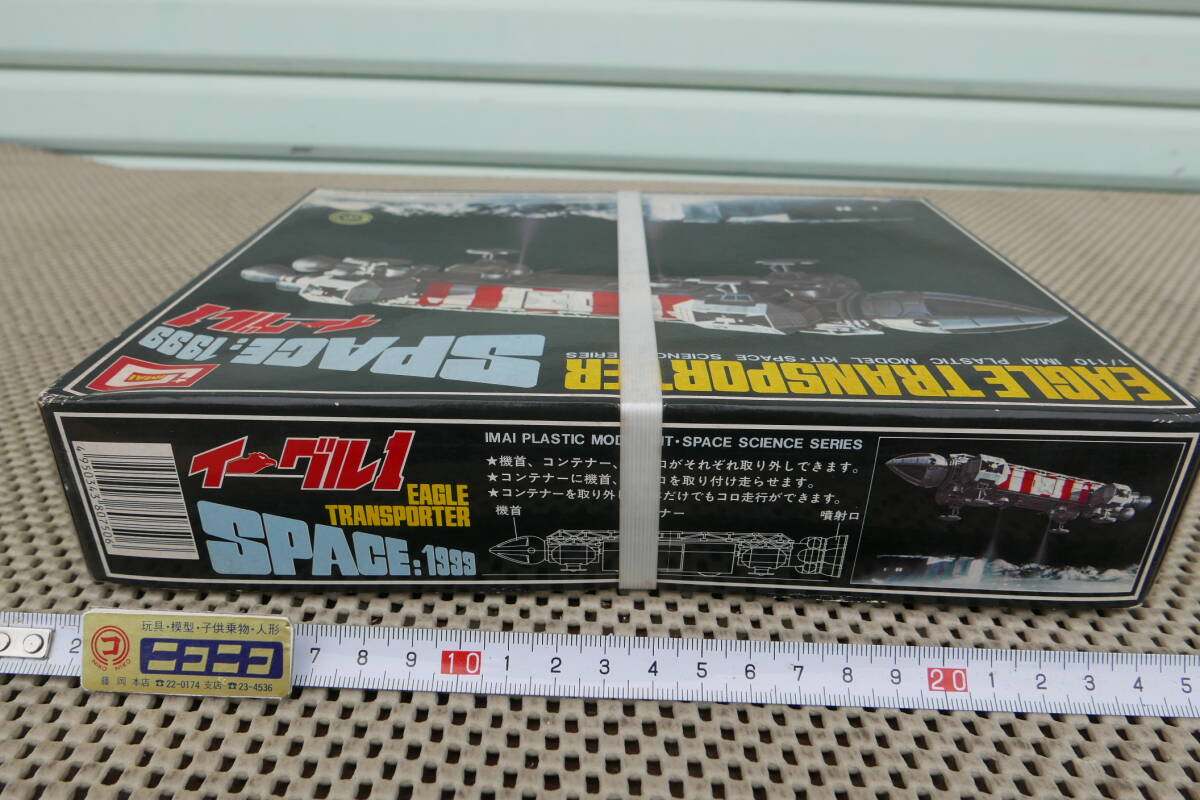 イーグル1
SPACE: 1999
IMAI
EAGLE TRANSPORTER
1/110 IMAI PLASTIC MODEL KIT・SPACE SCIENCE SERIES
イーグル1
EAGLE
TRANSPORTER
SPACE: 1999
IMAI PLASTIC MOD IT・SPACE SCIENCE SERIES
★機首、コンテナー、 ロがそれぞれ取り外しできます。
★コンテナーに機首、 ロを取り付け走らせます。
★コンテナーを取り外 だけでもコロ走行ができます。
機首 ナー 噴射口
玩具・模型・子供乗物・人形
ニコニコ
藤岡 本店 ☎22-0174 支店 ☎23-4536
2 7 8 9 10 1 2 3 4 5 6 7 8 9 20 1 2 3 4 5